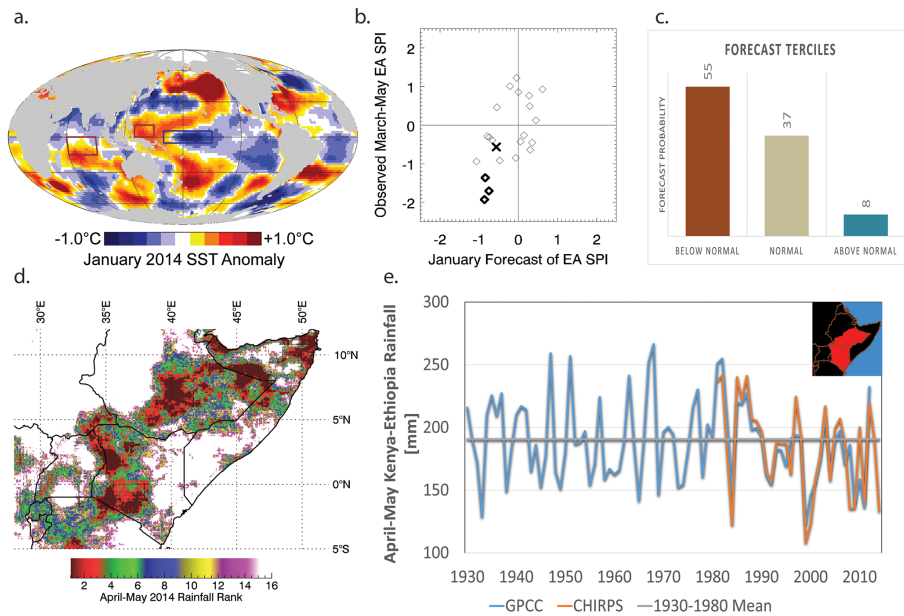 a.
-1.0°C
+1.0°C
January 2014 SST Anomaly
b.
Observed March-May EA SPI
2
1
0
-1
-2
-2
-1
0
1
2
January Forecast of EA SPI
c.
FORECAST TERCILES
FORECAST PROBABILITY
55
37
8
BELOW NORMAL
NORMAL
ABOVE NORMAL
d.
30°E
35°E
40°E
45°E
50°E
10°N
5°N
0°N
5°S
2
4
6
8
10
12
14
16
April-May 2014 Rainfall Rank
e.
April-May Kenya-Ethiopia Rainfall
[mm]
300
250
200
150
100
1930
1940
1950
1960
1970
1980
1990
2000
2010
GPCC
CHIRPS
1930-1980 Mean